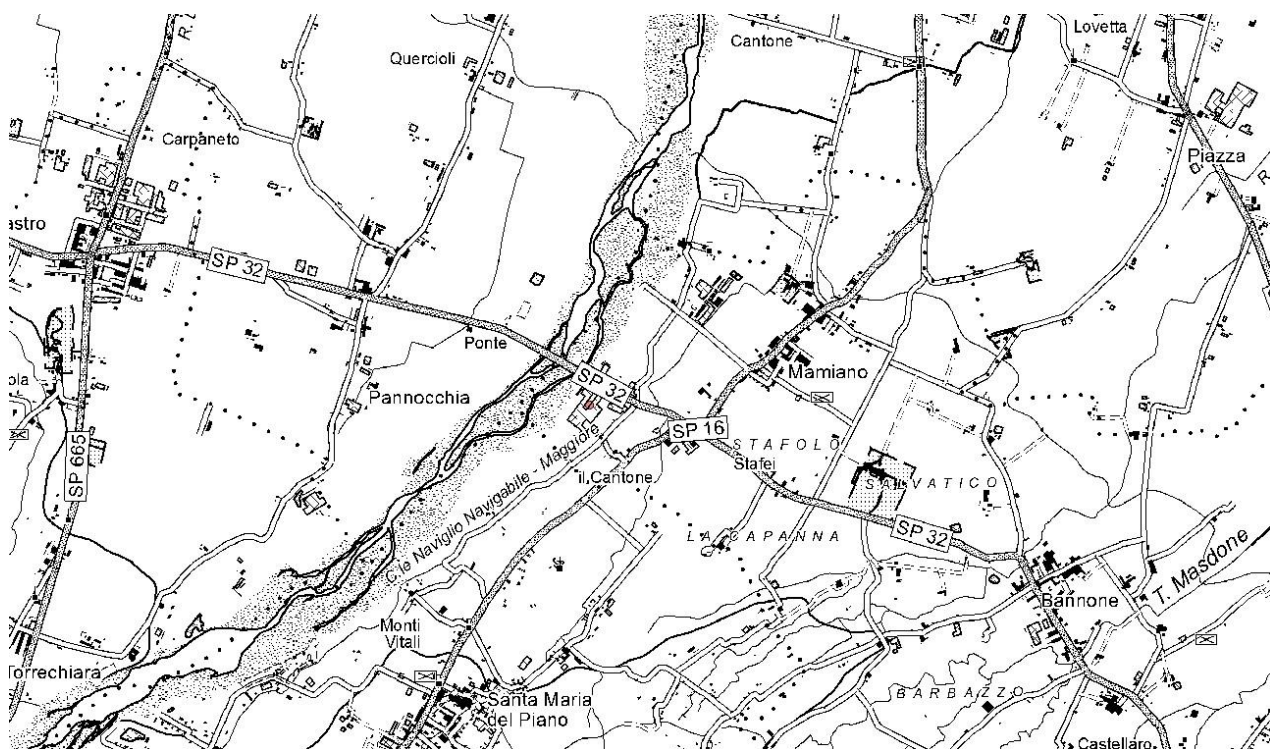 Cantone
Lovetta
Quercioli
R.
Carpaneto
Piazza
R.
astro
SP 32
Ponte
SP 32
Mamiano
Pannocchia
ola
SP 16
STAFOLO
SP 665
Stafei
il Cantone
SALVATICO
C.le Naviglio Navigabile - Maggiore
LA CAPANNA
SP 32
T. Masdone
Bannone
Monti
Vitali
Torrechiara
BARBAZZO
Santa Maria
del Piano
Castellaro